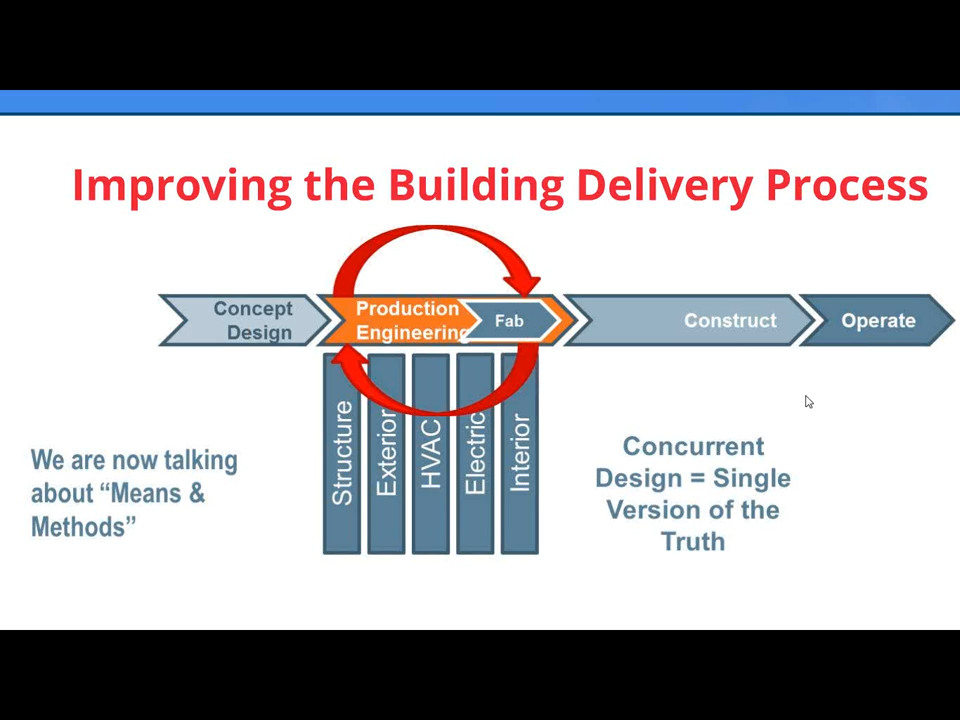 Improving the Building Delivery Process
Concept
Design
Production
Engineering
Fab
Construct
Operate
Structure
Exterior
HVAC
Electric
Interior
We are now talking
about “Means &
Methods”
Concurrent
Design = Single
Version of the
Truth